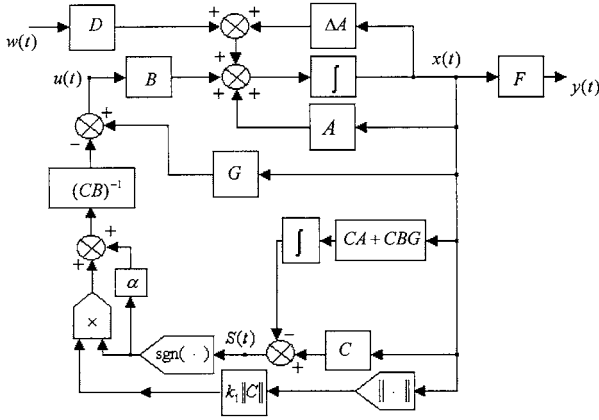 D
ΔA
w(t)
x(t)
u(t)
B
∫
F
y(t)
A
G
(CB)⁻¹
∫
CA + CBG
α
×
S(t)
sgn( · )
C
k₁‖C‖
‖ · ‖